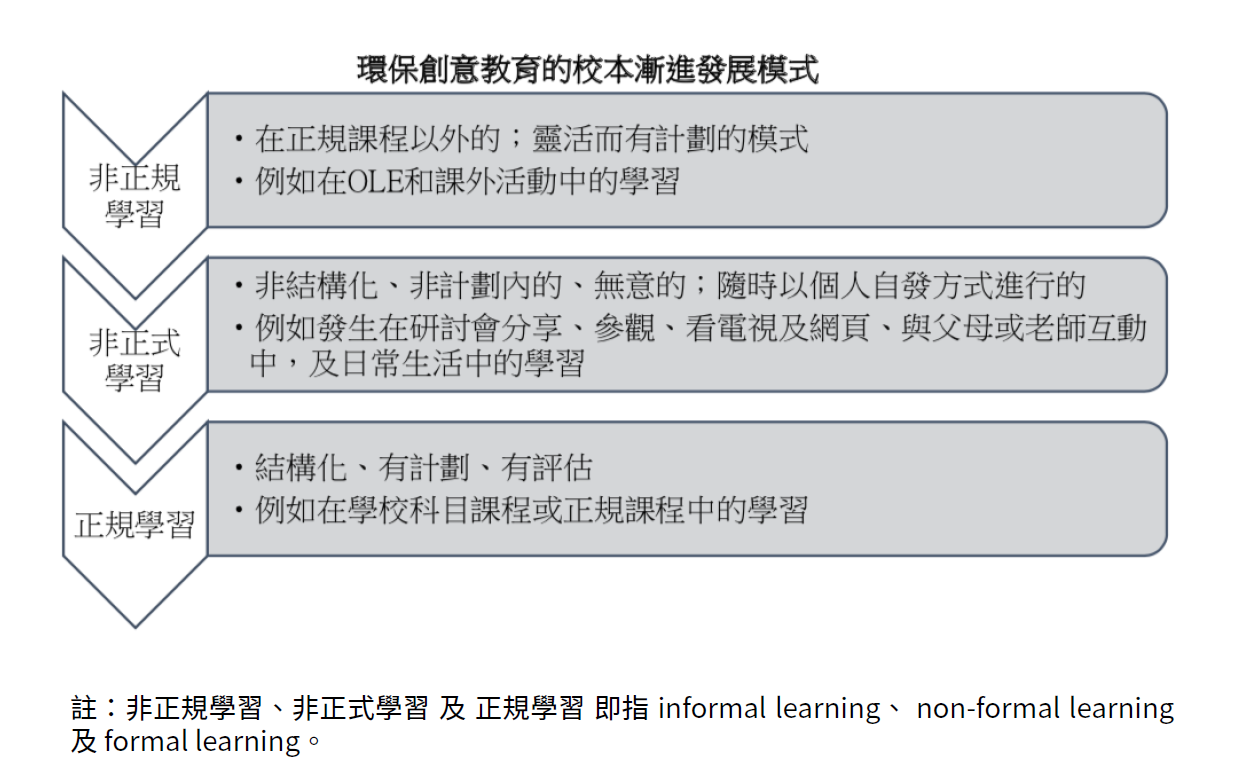 環保創意教育的校本漸進發展模式
非正規
學習
・在正規課程以外的；靈活而有計劃的模式
・例如在OLE和課外活動中的學習
非正式
學習
・非結構化、非計劃內的、無意的；隨時以個人自發方式進行的
・例如發生在研討會分享、參觀、看電視及網頁、與父母或老師互動
中，及日常生活中的學習
正規學習
・結構化、有計劃、有評估
・例如在學校科目課程或正規課程中的學習
註：非正規學習、非正式學習 及 正規學習 即指 informal learning、 non-formal learning
及 formal learning。